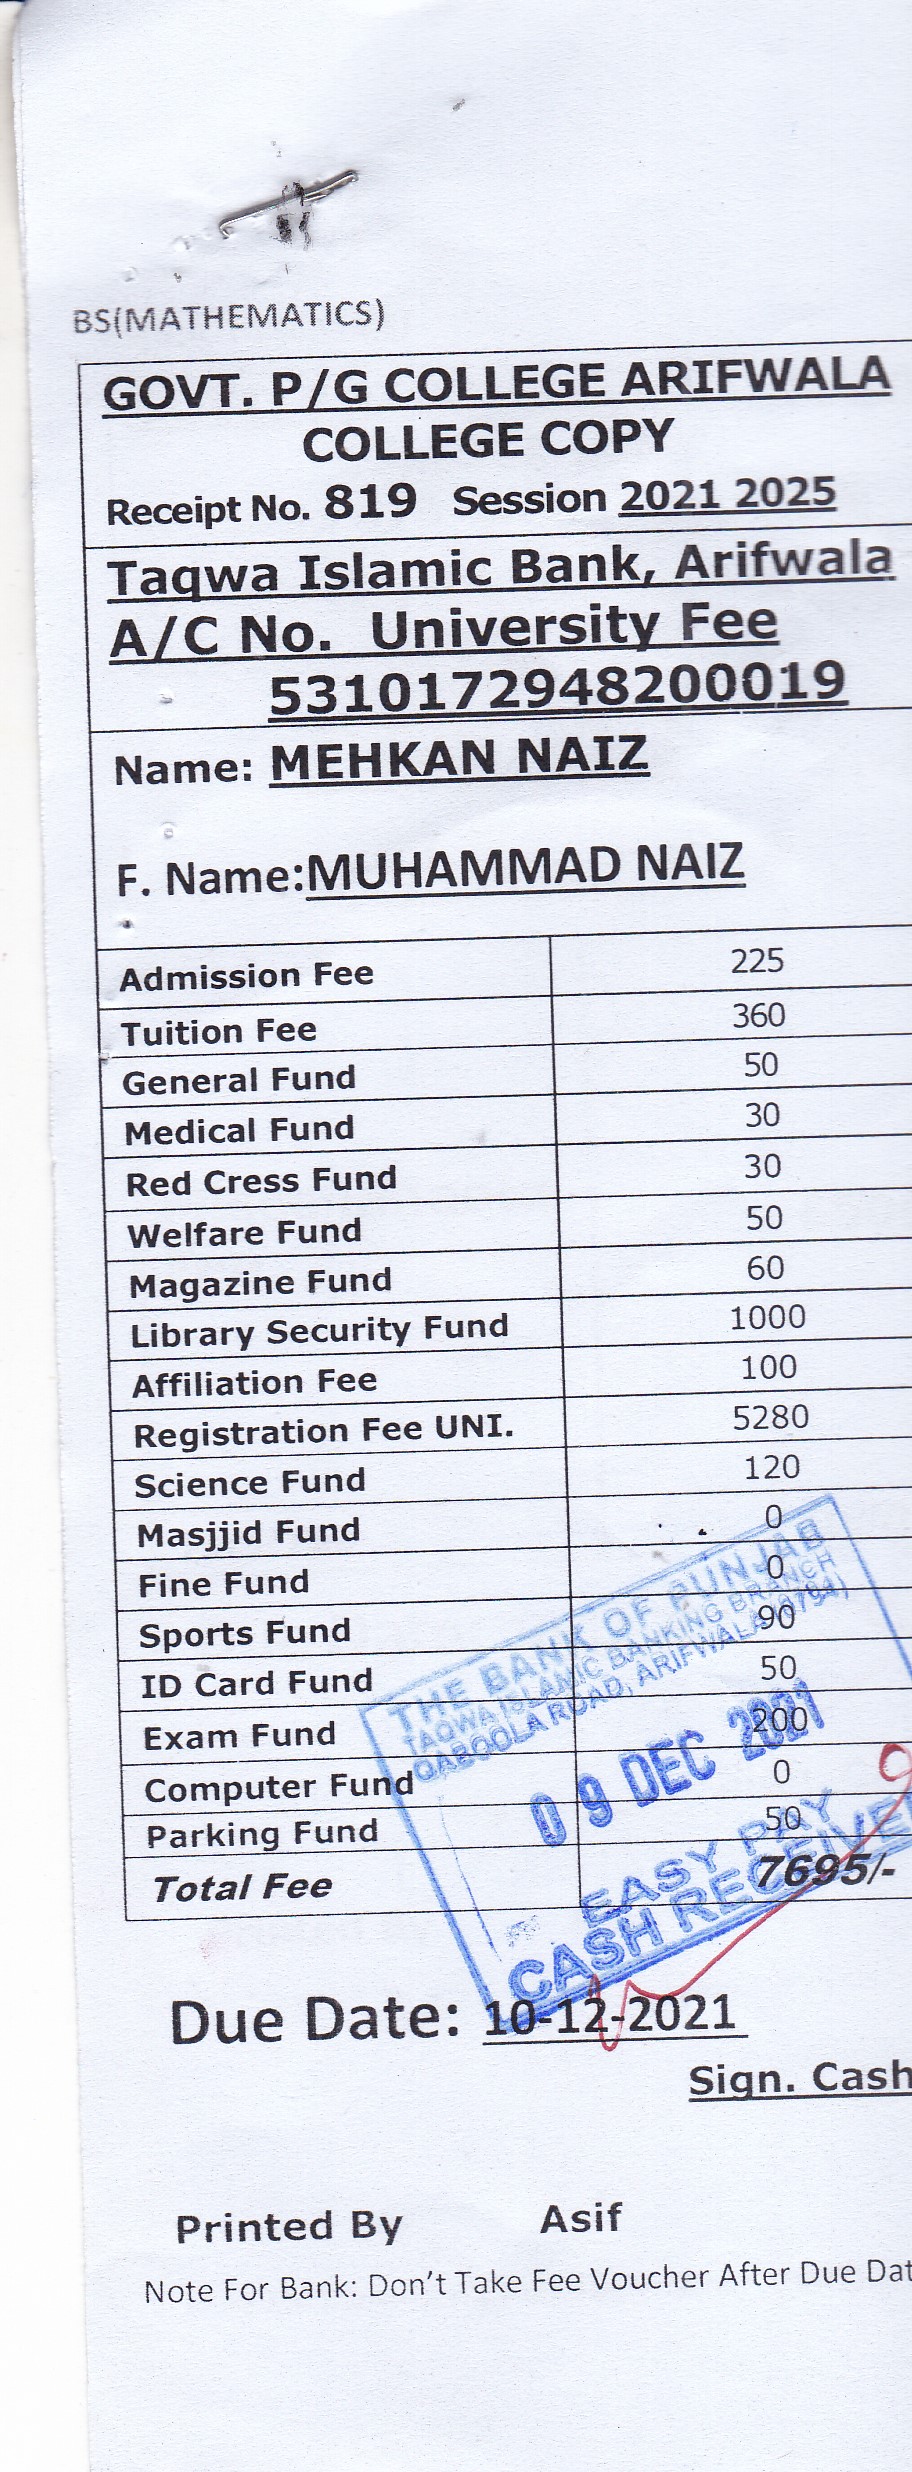 BS(MATHEMATICS)
GOVT. P/G COLLEGE ARIFWALA
COLLEGE COPY
Receipt No. 819 Session 2021 2025
Taqwa Islamic Bank, Arifwala
A/C No. University Fee
5310172948200019
Name: MEHKAN NAIZ
F. Name:MUHAMMAD NAIZ
Admission Fee 225
Tuition Fee 360
General Fund 50
Medical Fund 30
Red Cress Fund 30
Welfare Fund 50
Magazine Fund 60
Library Security Fund 1000
Affiliation Fee 100
Registration Fee UNI. 5280
Science Fund 120
Masjjid Fund 0
Fine Fund 0
Sports Fund 90
ID Card Fund 50
Exam Fund 200
Computer Fund 0
Parking Fund 50
Total Fee 7695/-
THE BANK OF PUNJAB
TAQWA ISLAMIC BANKING BRANCH
QABOOLA ROAD, ARIFWALA
09 DEC 2021
EASY PAY
CASH RECEIVE
Due Date: 10-12-2021
Sign. Cash
Printed By Asif
Note For Bank: Don't Take Fee Voucher After Due Dat